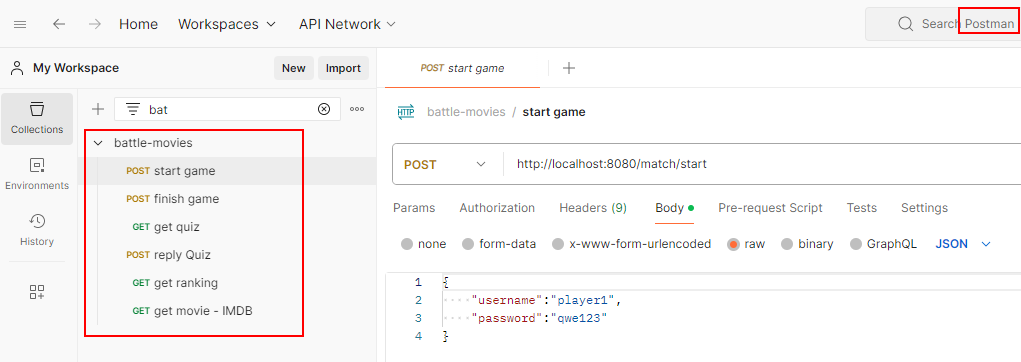 Home Workspaces API Network Search Postman
My Workspace New Import POST start game
Collections
bat
battle-movies / start game
battle-movies
POST start game
POST finish game
GET get quiz
POST reply Quiz
GET get ranking
GET get movie - IMDB
Environments
History
HTTP
POST http://localhost:8080/match/start
Params Authorization Headers (9) Body Pre-request Script Tests Settings
none form-data x-www-form-urlencoded raw binary GraphQL JSON
1 {
2 ····"username":"player1",
3 ····"password":"qwe123"
4 }